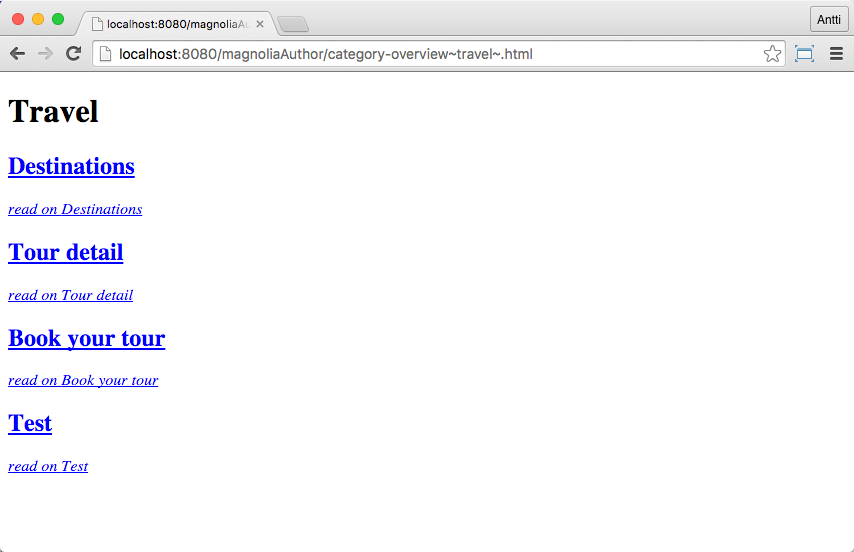 localhost:8080/magnoliaAu
Antti
localhost:8080/magnoliaAuthor/category-overview~travel~.html
Travel
Destinations
read on Destinations
Tour detail
read on Tour detail
Book your tour
read on Book your tour
Test
read on Test